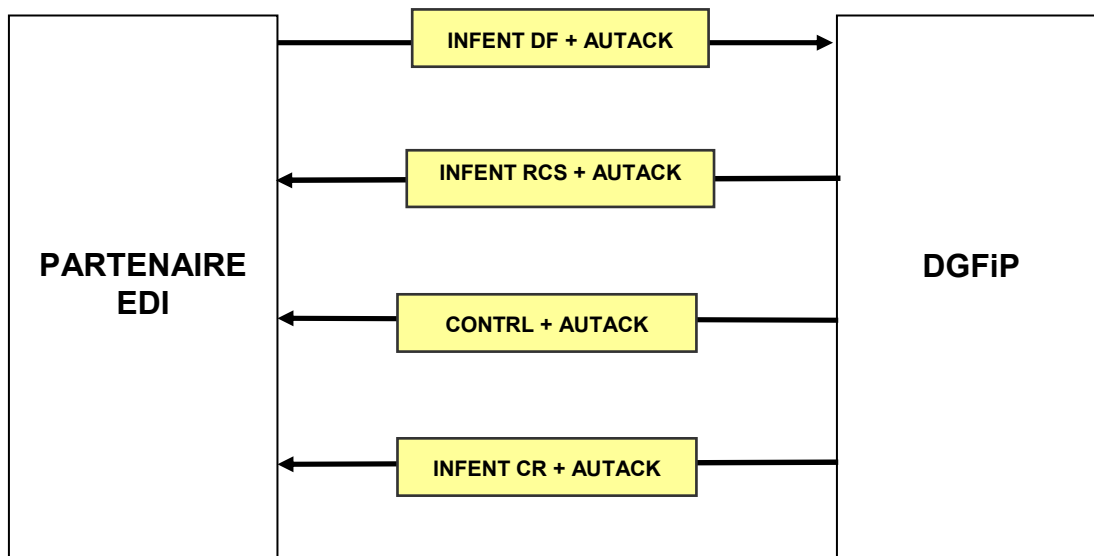 INFENT DF + AUTACK
INFENT RCS + AUTACK
PARTENAIRE
EDI
DGFiP
CONTRL + AUTACK
INFENT CR + AUTACK